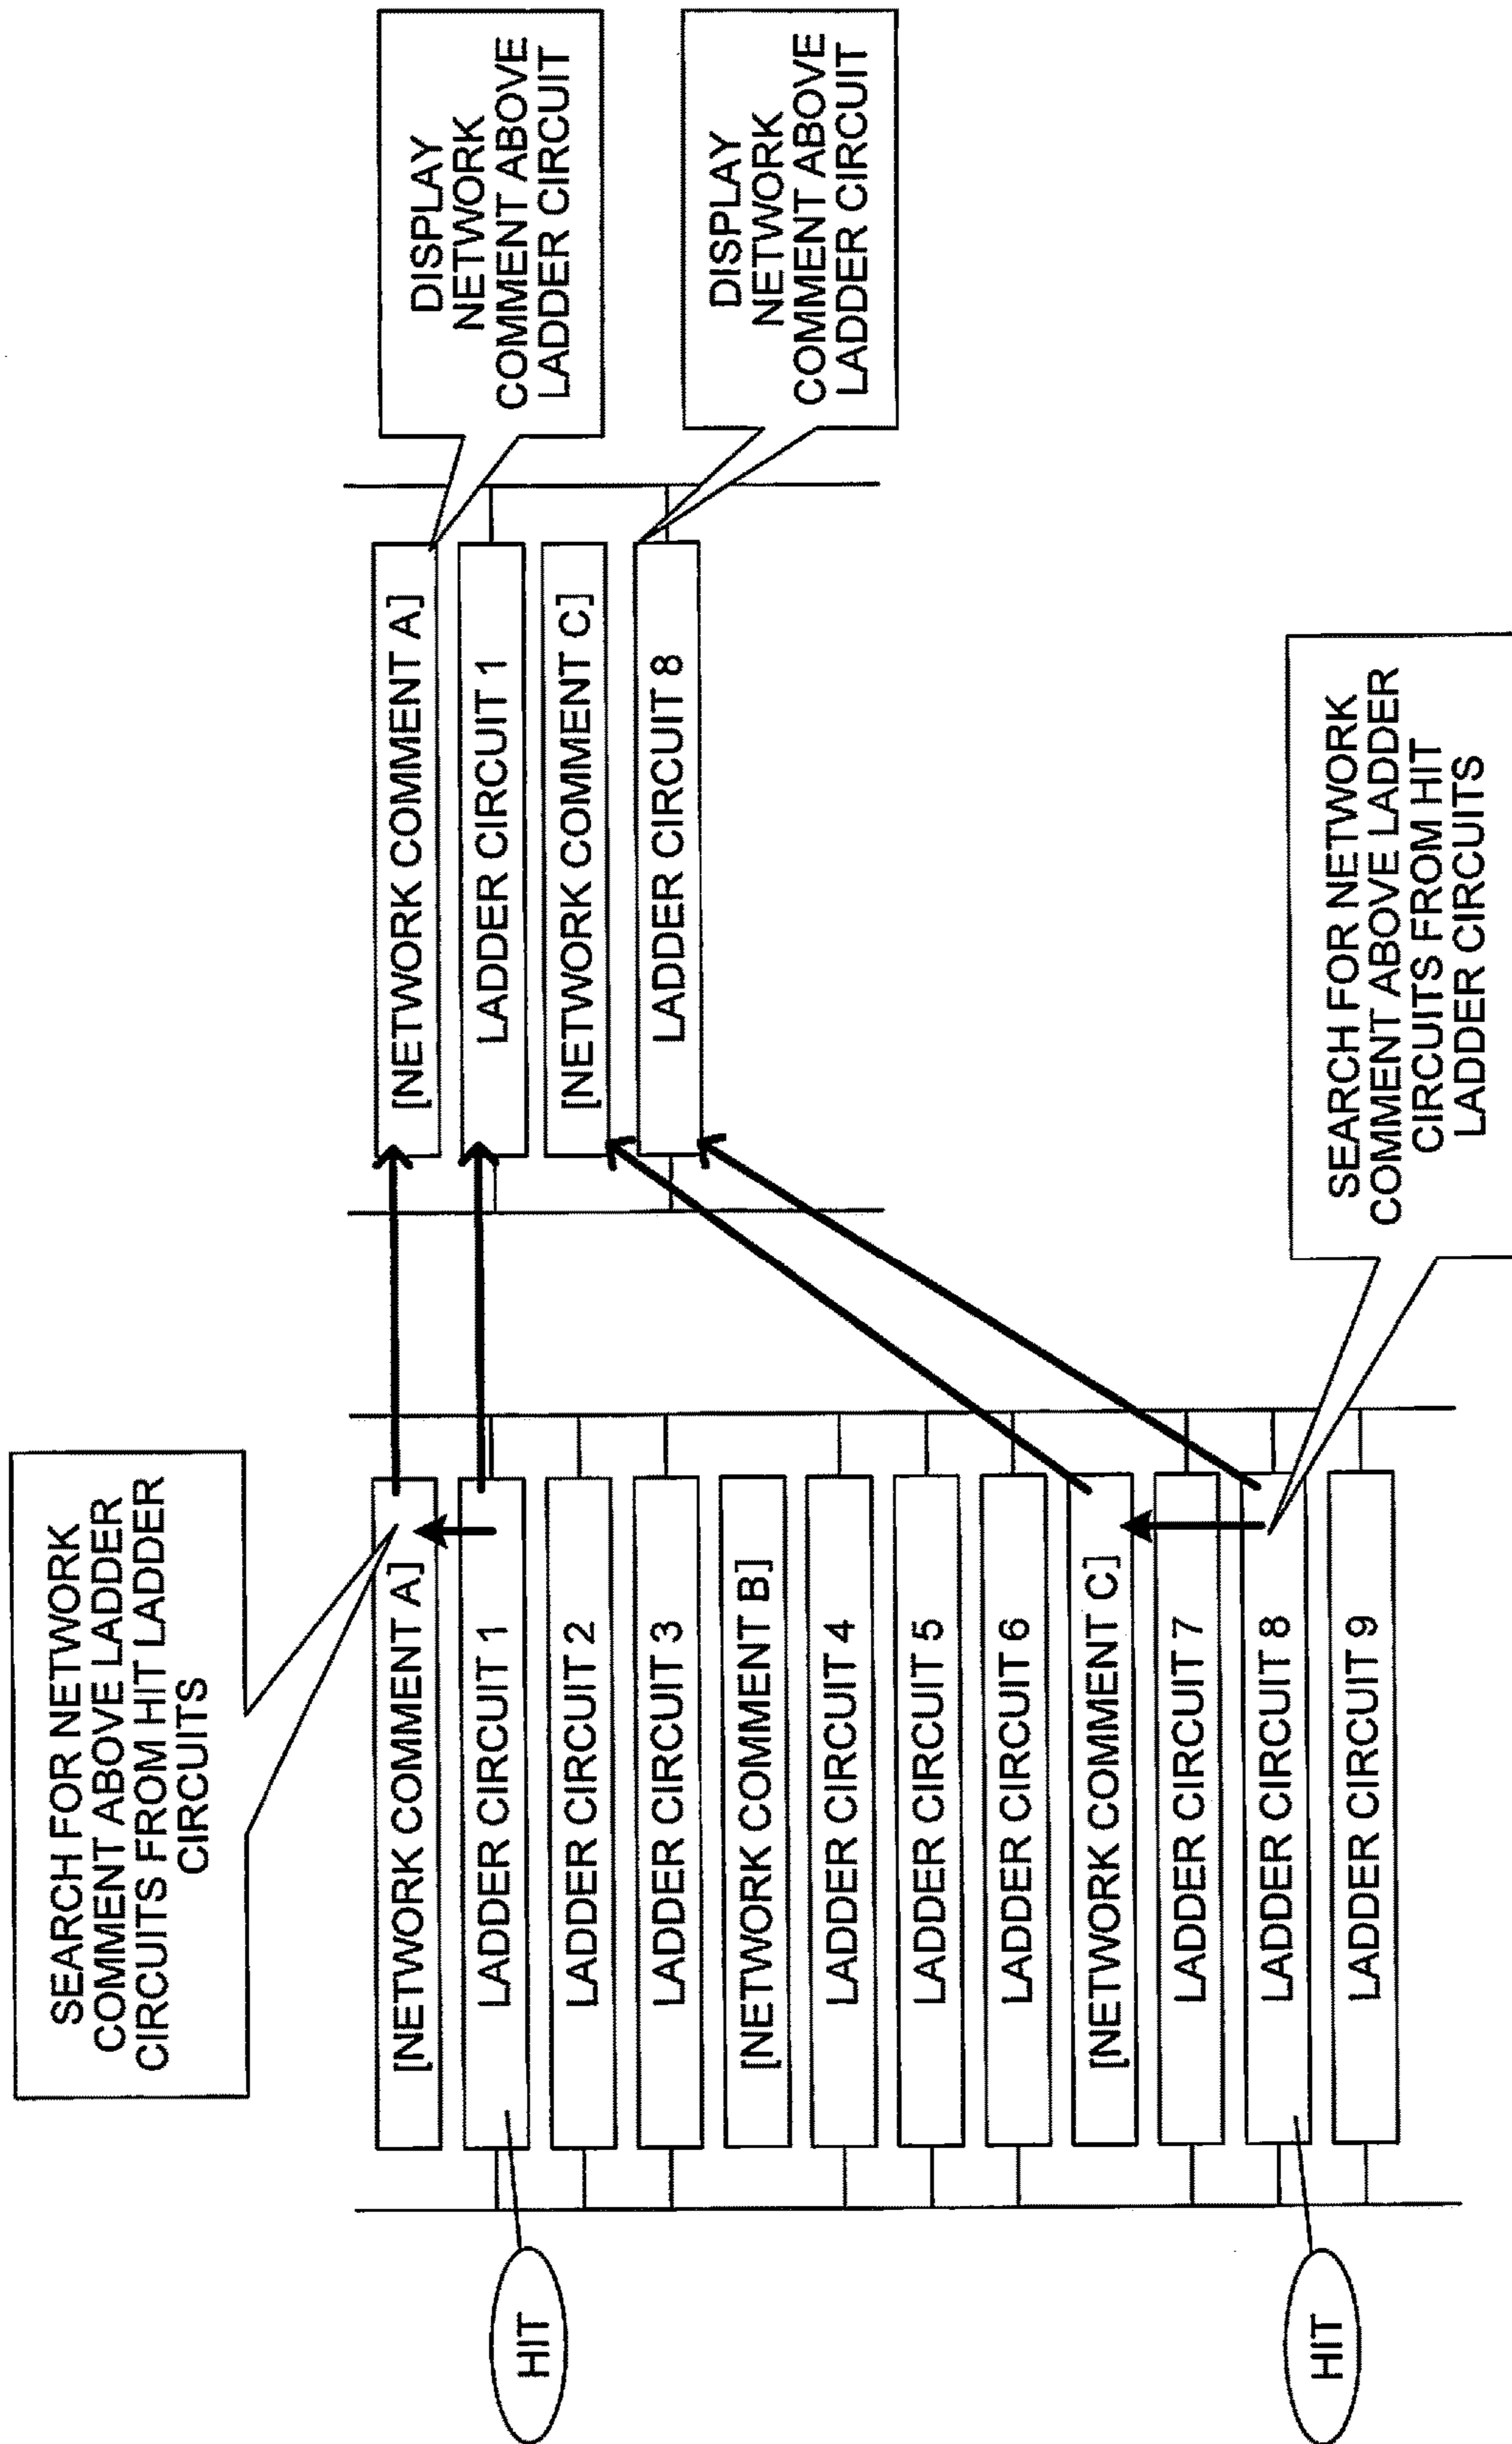 SEARCH FOR NETWORK
COMMENT ABOVE LADDER
CIRCUITS FROM HIT LADDER
CIRCUITS
[NETWORK COMMENT A]
LADDER CIRCUIT 1
LADDER CIRCUIT 2
LADDER CIRCUIT 3
[NETWORK COMMENT B]
LADDER CIRCUIT 4
LADDER CIRCUIT 5
LADDER CIRCUIT 6
[NETWORK COMMENT C]
LADDER CIRCUIT 7
LADDER CIRCUIT 8
LADDER CIRCUIT 9
HIT
HIT
[NETWORK COMMENT A]
LADDER CIRCUIT 1
[NETWORK COMMENT C]
LADDER CIRCUIT 8
DISPLAY
NETWORK
COMMENT ABOVE
LADDER CIRCUIT
DISPLAY
NETWORK
COMMENT ABOVE
LADDER CIRCUIT
SEARCH FOR NETWORK
COMMENT ABOVE LADDER
CIRCUITS FROM HIT
LADDER CIRCUITS